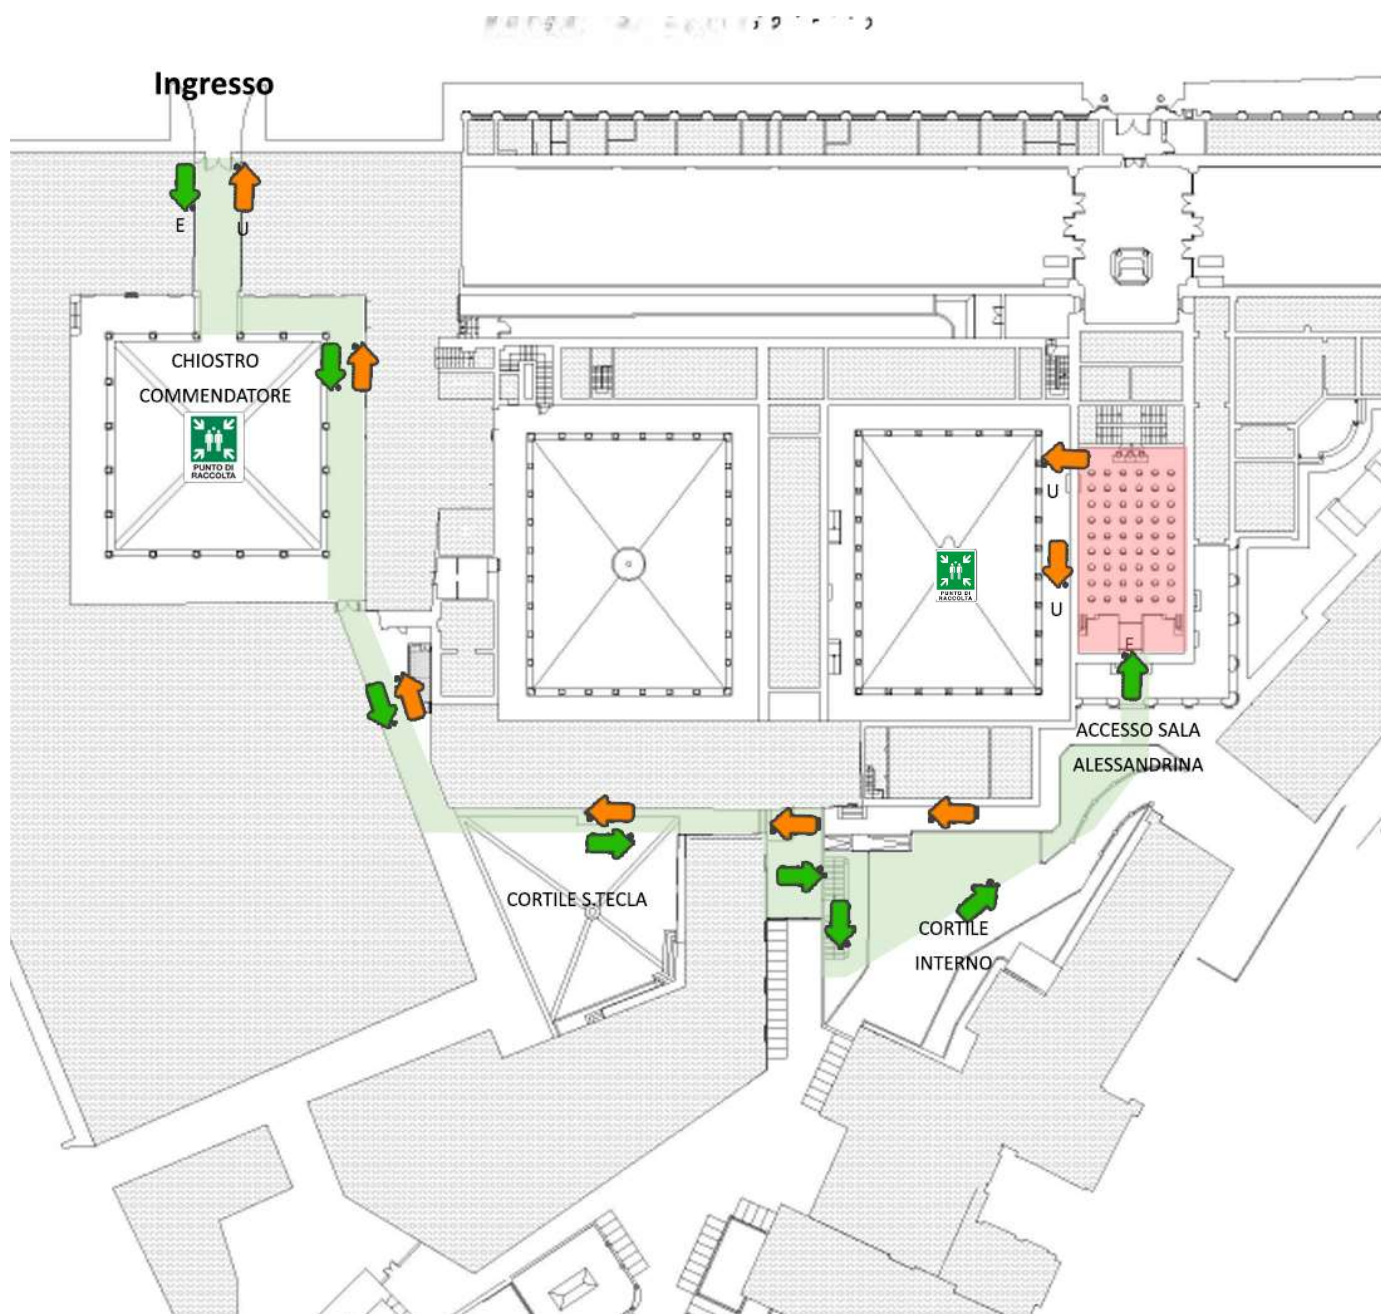 Ingresso
E
U
CHIOSTRO
COMMENDATORE
PUNTO DI
RACCOLTA
U
PUNTO DI
RACCOLTA
U
E
ACCESSO SALA
ALESSANDRINA
CORTILE S.TECLA
CORTILE
INTERNO